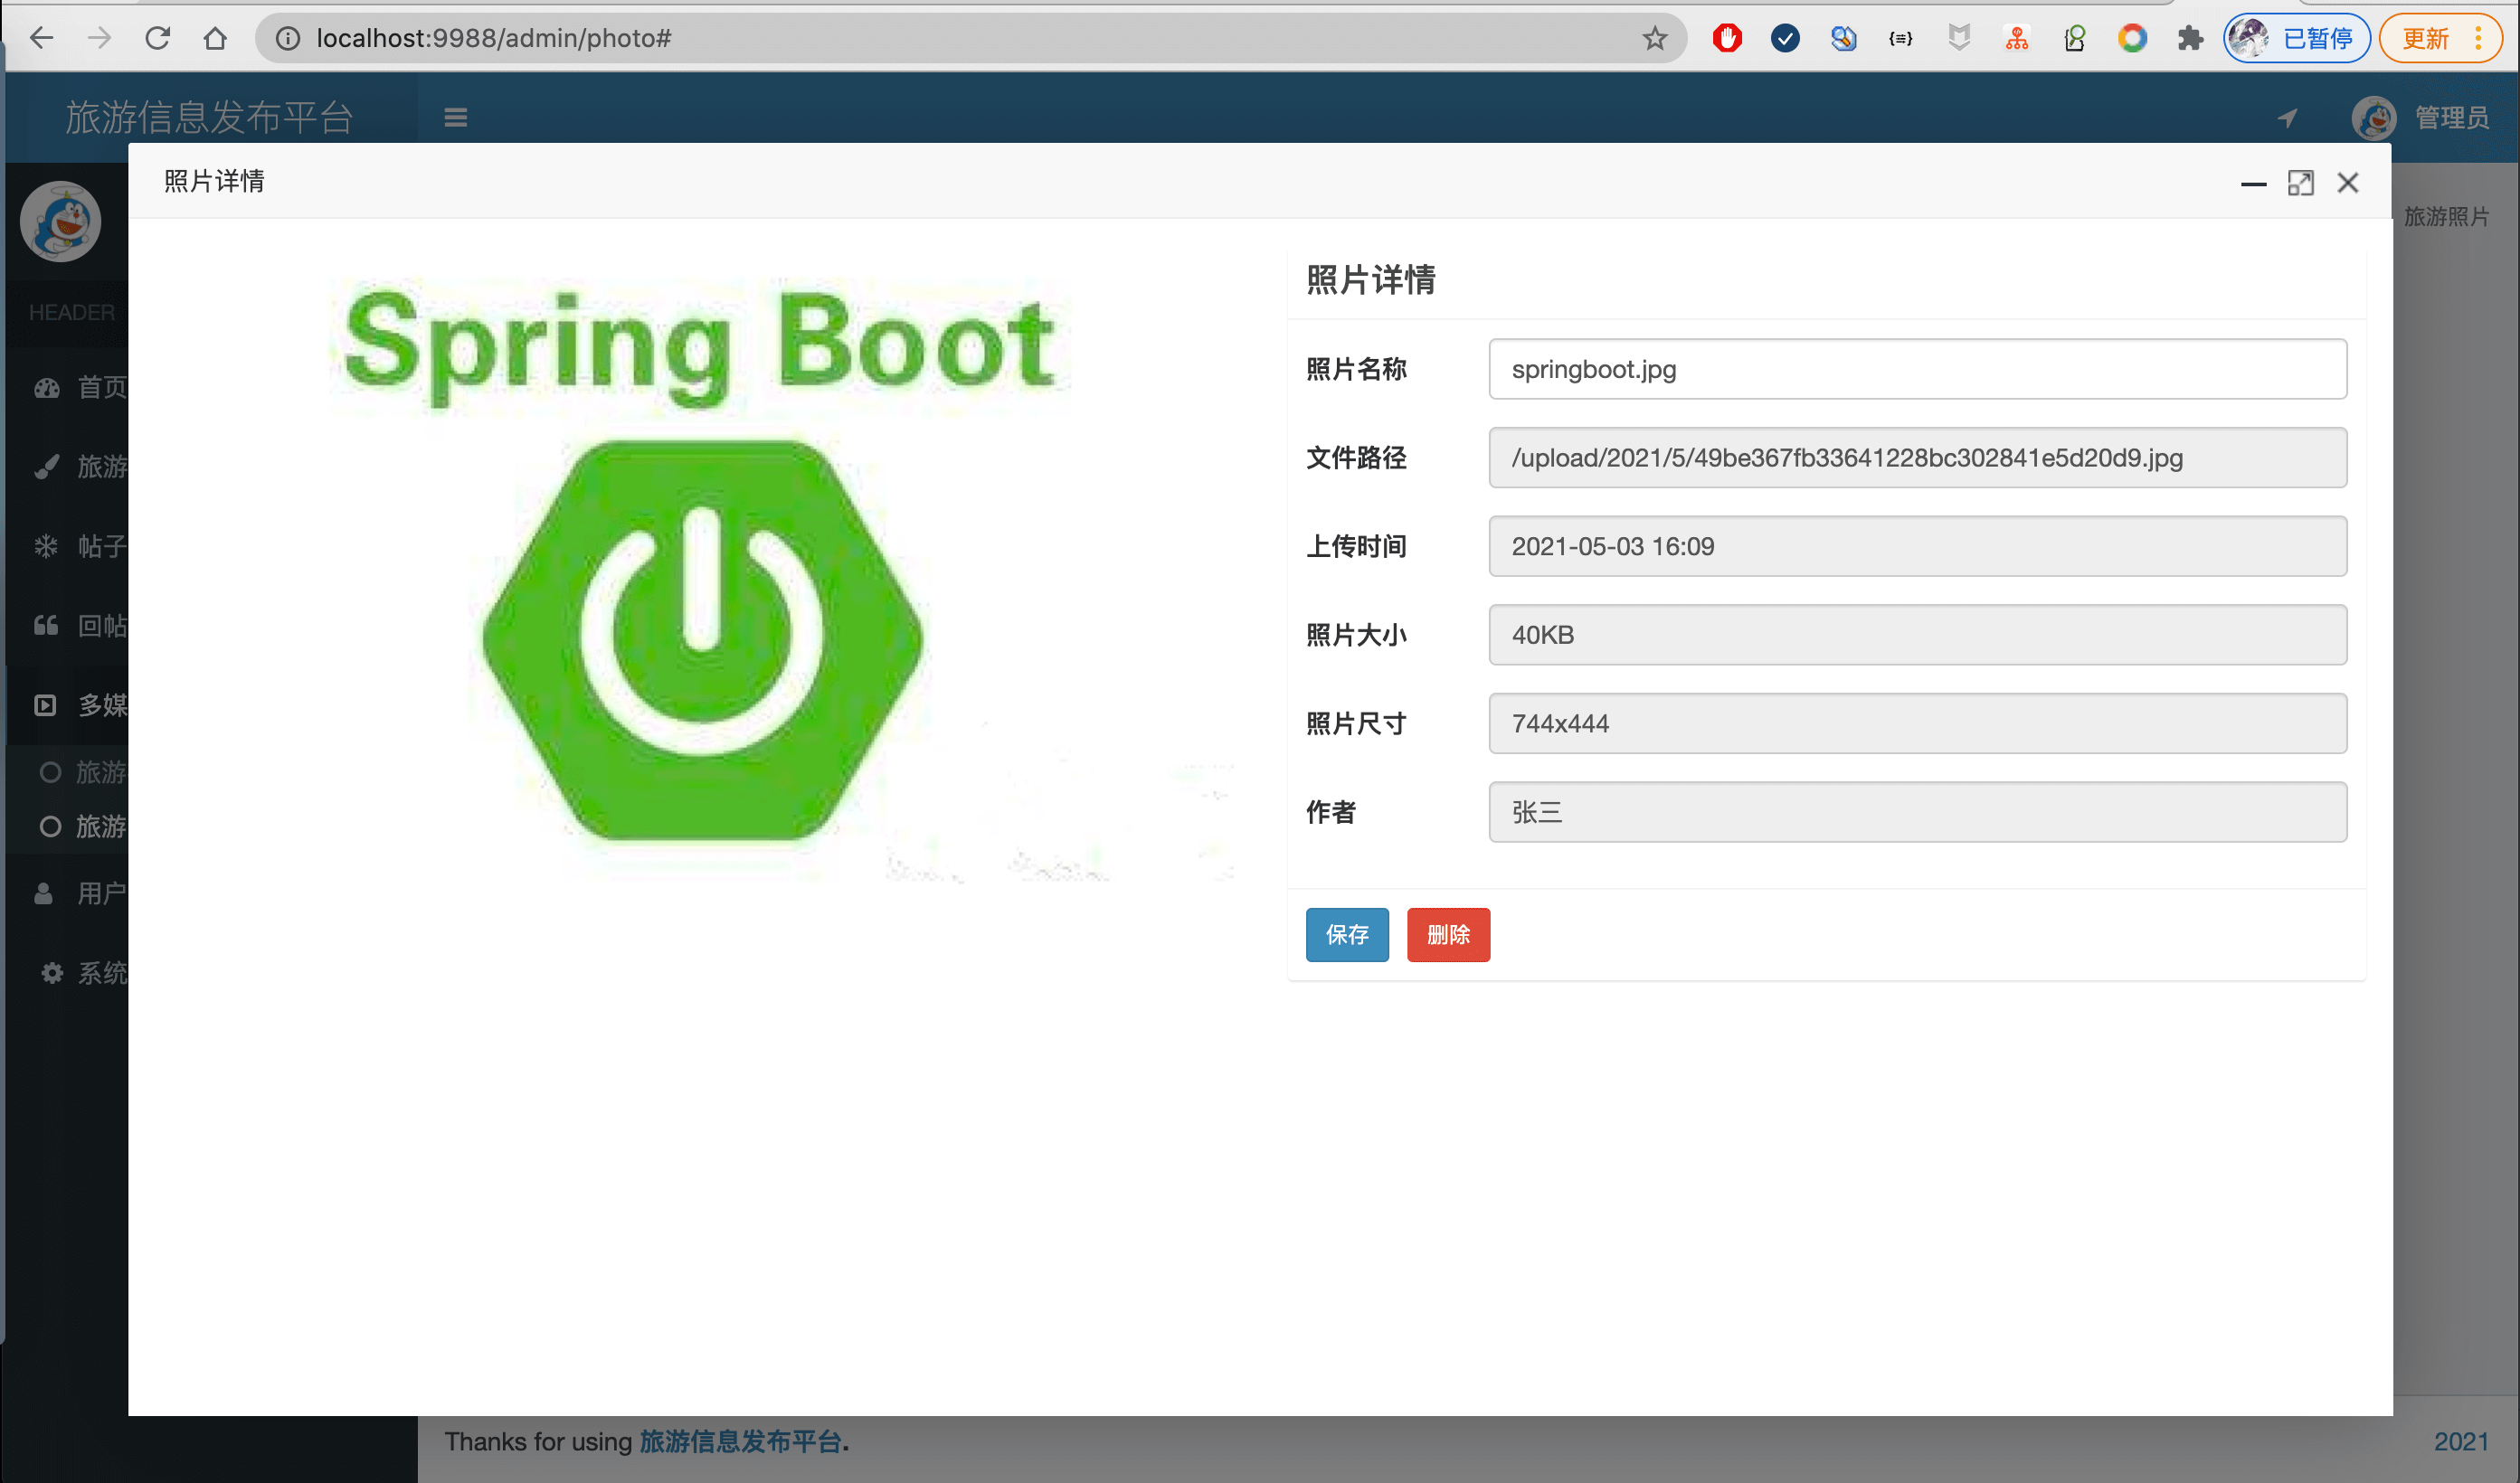 localhost:9988/admin/photo#
已暂停
更新
旅游信息发布平台
管理员
照片详情
旅游照片
HEADER
首页
旅游
帖子
回帖
多媒
旅游
旅游
用户
系统
Spring Boot
照片详情
照片名称 springboot.jpg
文件路径 /upload/2021/5/49be367fb33641228bc302841e5d20d9.jpg
上传时间 2021-05-03 16:09
照片大小 40KB
照片尺寸 744x444
作者 张三
保存 删除
Thanks for using 旅游信息发布平台.
2021